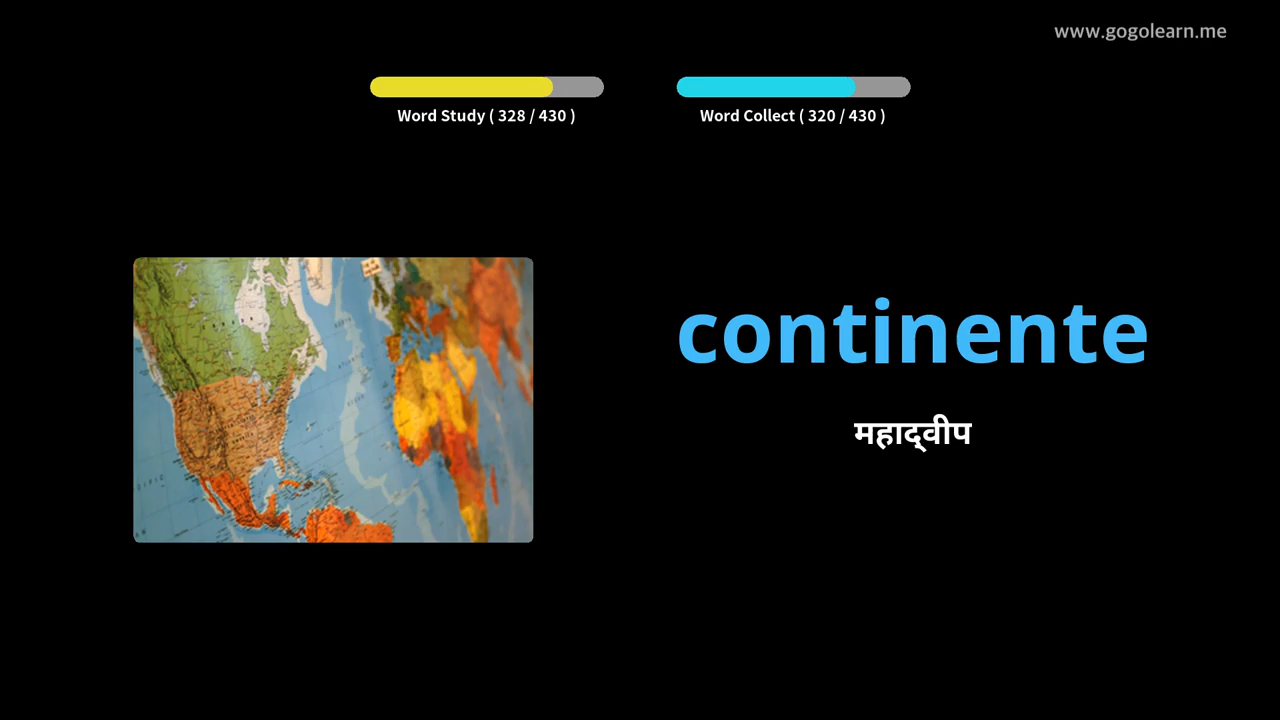 www.gogolearn.me
Word Study ( 328 / 430 )
Word Collect ( 320 / 430 )
continente
महाद्वीप